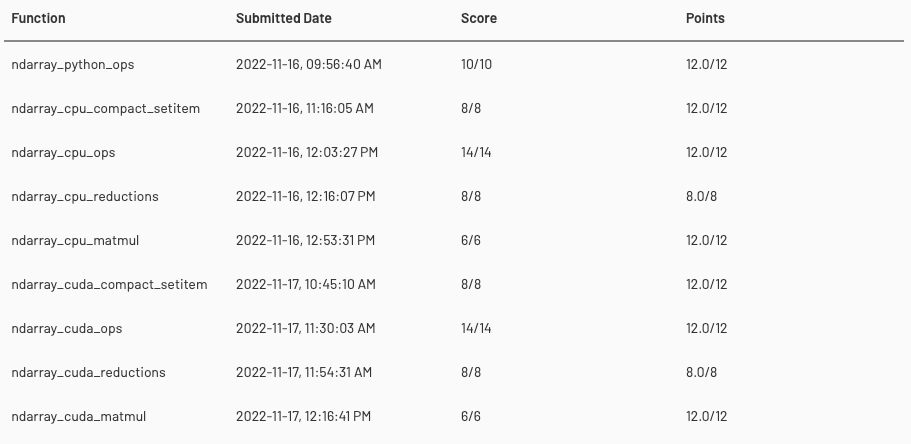 Function Submitted Date Score Points
ndarray_python_ops 2022-11-16, 09:56:40 AM 10/10 12.0/12
ndarray_cpu_compact_setitem 2022-11-16, 11:16:05 AM 8/8 12.0/12
ndarray_cpu_ops 2022-11-16, 12:03:27 PM 14/14 12.0/12
ndarray_cpu_reductions 2022-11-16, 12:16:07 PM 8/8 8.0/8
ndarray_cpu_matmul 2022-11-16, 12:53:31 PM 6/6 12.0/12
ndarray_cuda_compact_setitem 2022-11-17, 10:45:10 AM 8/8 12.0/12
ndarray_cuda_ops 2022-11-17, 11:30:03 AM 14/14 12.0/12
ndarray_cuda_reductions 2022-11-17, 11:54:31 AM 8/8 8.0/8
ndarray_cuda_matmul 2022-11-17, 12:16:41 PM 6/6 12.0/12